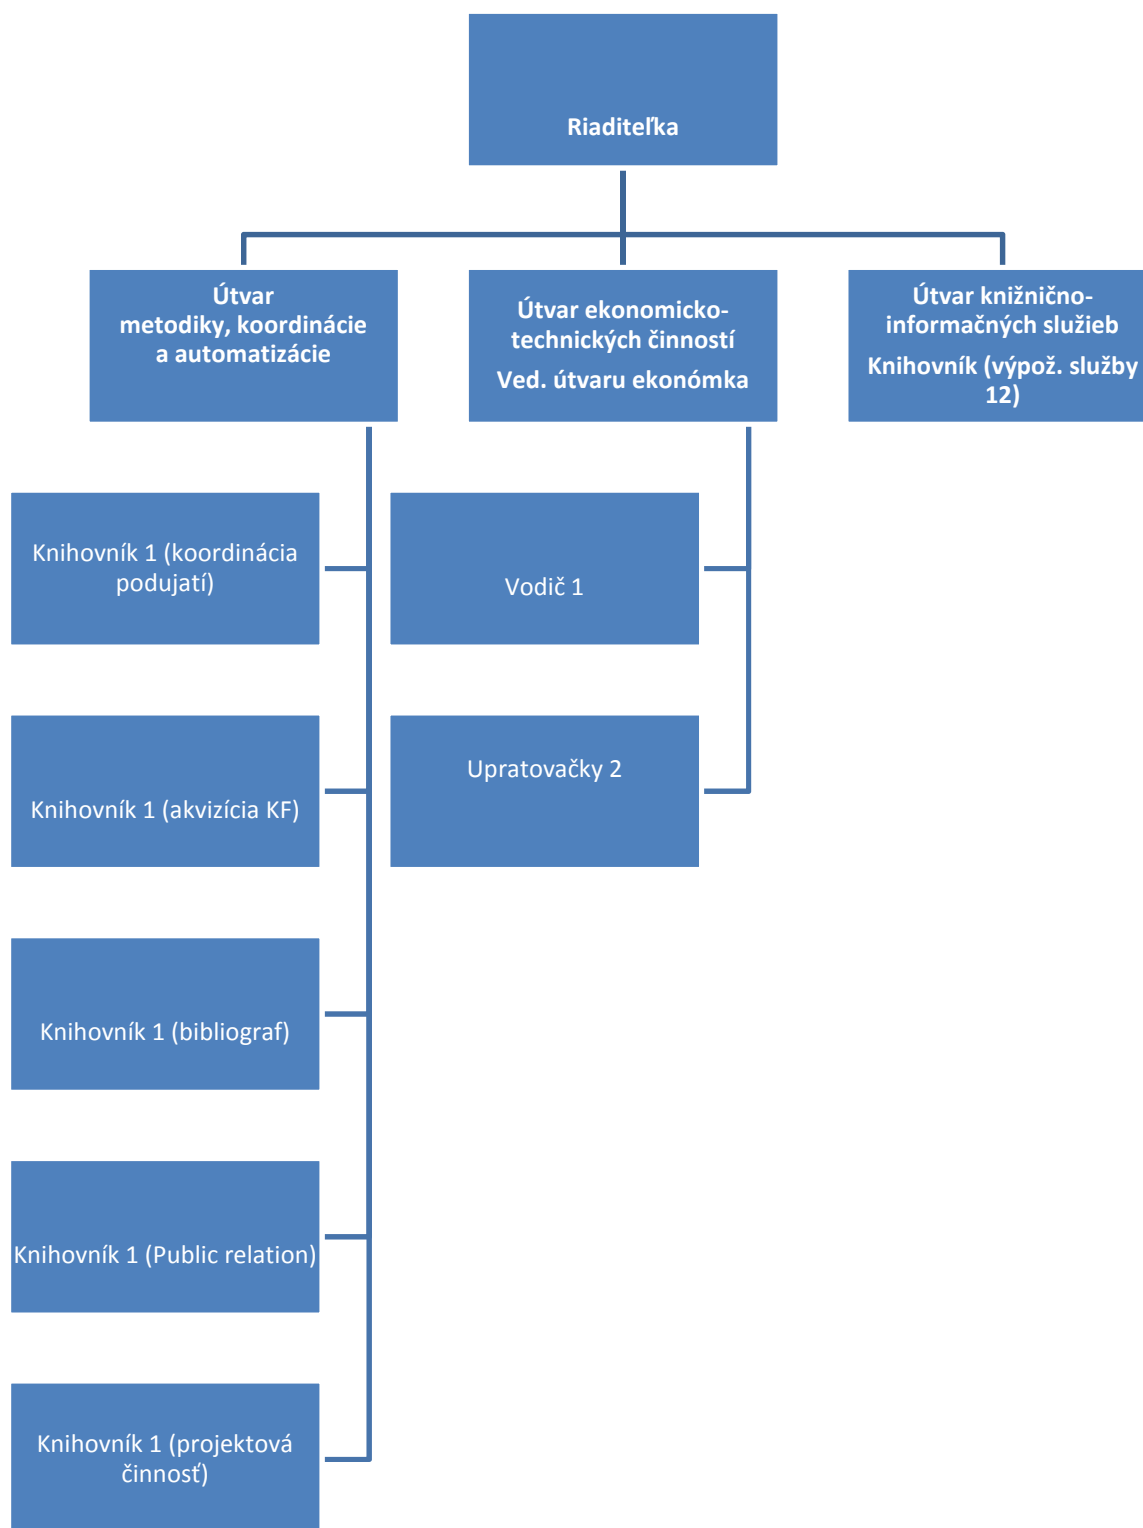 Riaditeľka
Útvar
metodiky, koordinácie
a automatizácie
Útvar ekonomicko-
technických činností
Ved. útvaru ekonómka
Útvar knižnično-
informačných služieb
Knihovník (výpož. služby
12)
Knihovník 1 (koordinácia
podujatí)
Vodič 1
Knihovník 1 (akvizícia KF)
Upratovačky 2
Knihovník 1 (bibliograf)
Knihovník 1 (Public relation)
Knihovník 1 (projektová
činnosť)